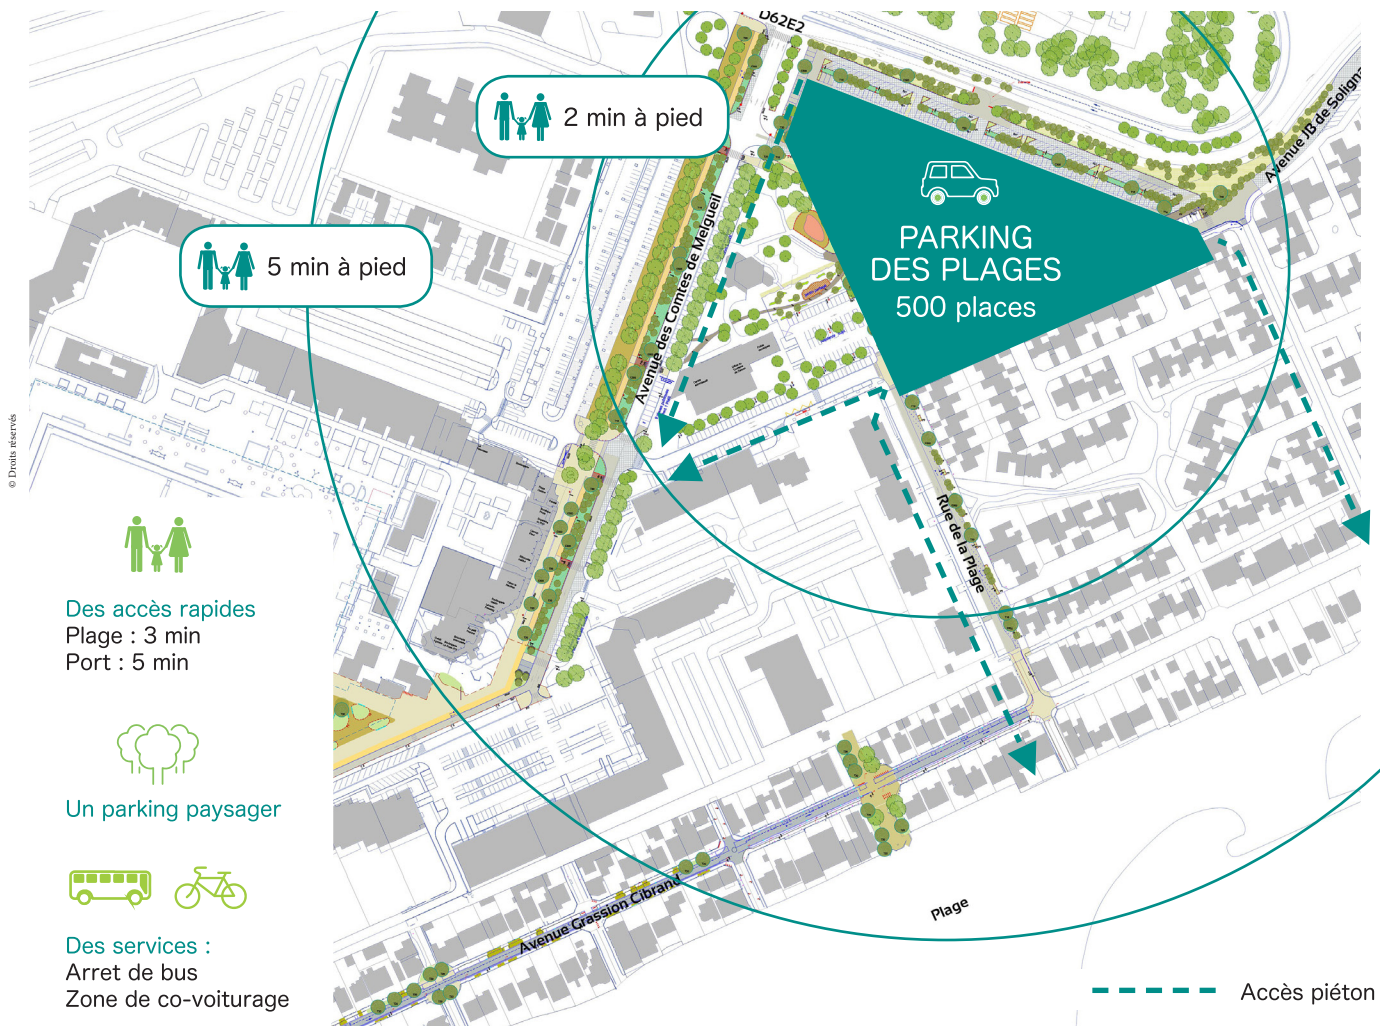 D62E2
2 min à pied
Avenue JB de Solign
PARKING
DES PLAGES
500 places
5 min à pied
Avenue des Comtes de Melgueil
© Droits réservés
Rue de la Plage
Des accès rapides
Plage : 3 min
Port : 5 min
Un parking paysager
Avenue Grassion Cibrand
Plage
Des services :
Arret de bus
Zone de co-voiturage
Accès piéton